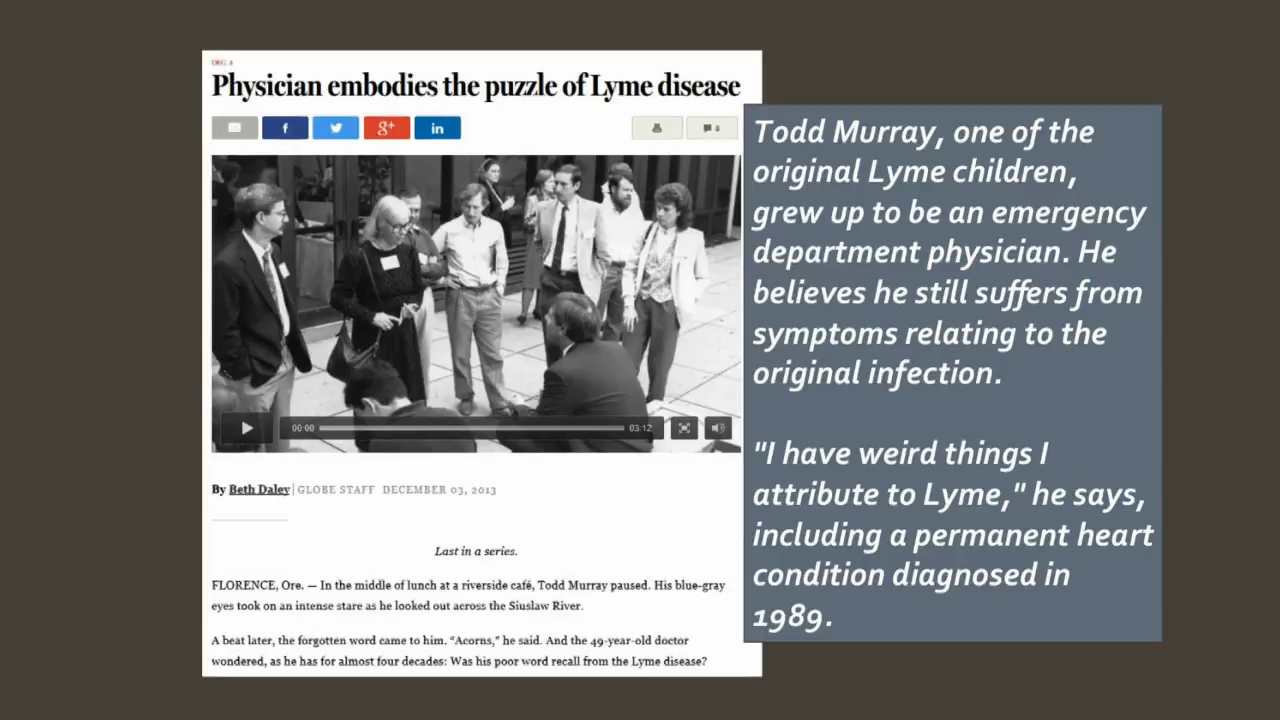 DEC. 3
Physician embodies the puzzle of Lyme disease
f
g+
in
Todd Murray, one of the
original Lyme children,
grew up to be an emergency
department physician. He
believes he still suffers from
symptoms relating to the
original infection.
"I have weird things I
attribute to Lyme," he says,
including a permanent heart
condition diagnosed in
1989.
00:00
03:12
By Beth Daley | GLOBE STAFF DECEMBER 03, 2013
Last in a series.
FLORENCE, Ore. — In the middle of lunch at a riverside café, Todd Murray paused. His blue-gray
eyes took on an intense stare as he looked out across the Siuslaw River.
A beat later, the forgotten word came to him. “Acorns,” he said. And the 49-year-old doctor
wondered, as he has for almost four decades: Was his poor word recall from the Lyme disease?